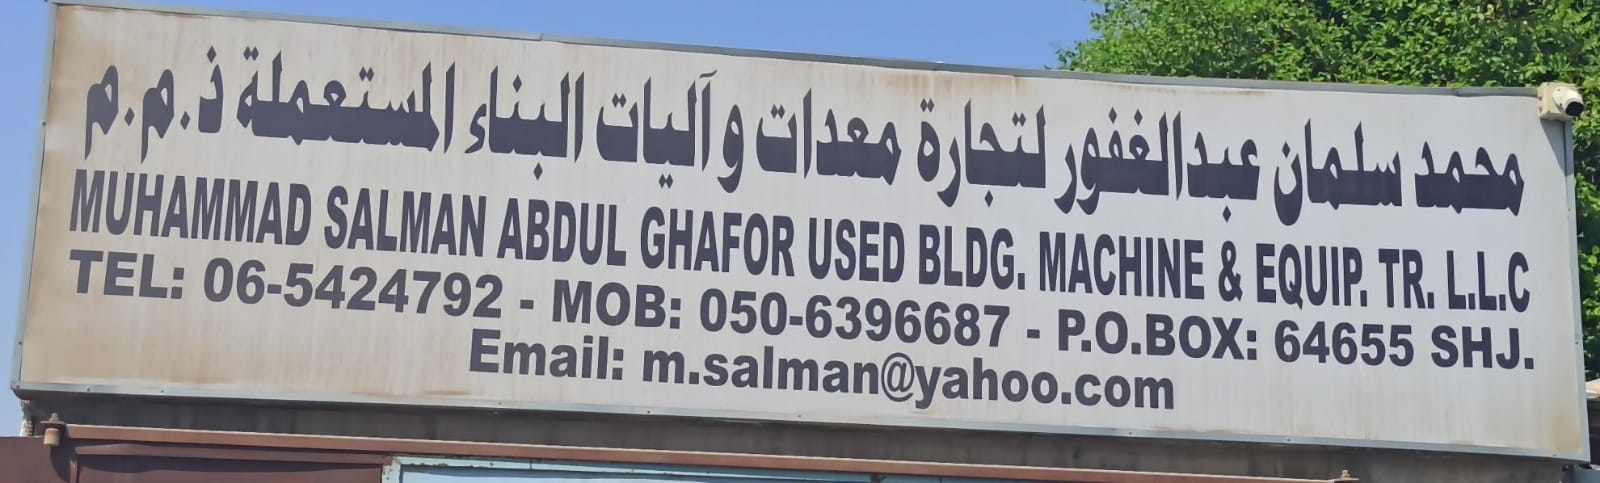 محمد سلمان عبدالغفور لتجارة معدات وآليات البناء المستعملة ذ.م.م
MUHAMMAD SALMAN ABDUL GHAFOR USED BLDG. MACHINE & EQUIP. TR. L.L.C
TEL: 06-5424792 - MOB: 050-6396687 - P.O.BOX: 64655 SHJ.
Email: m.salman@yahoo.com